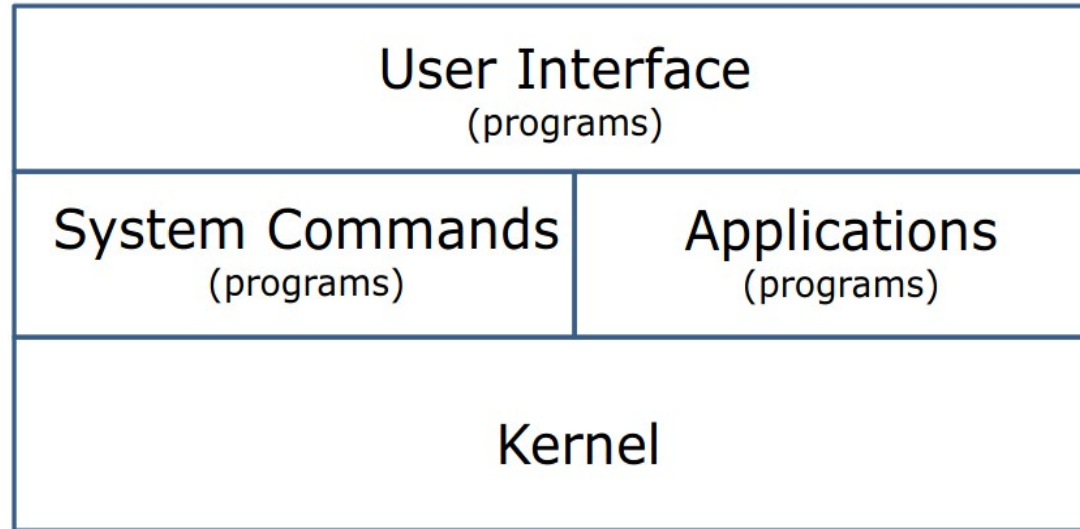 User Interface
(programs)
System Commands
(programs)
Applications
(programs)
Kernel